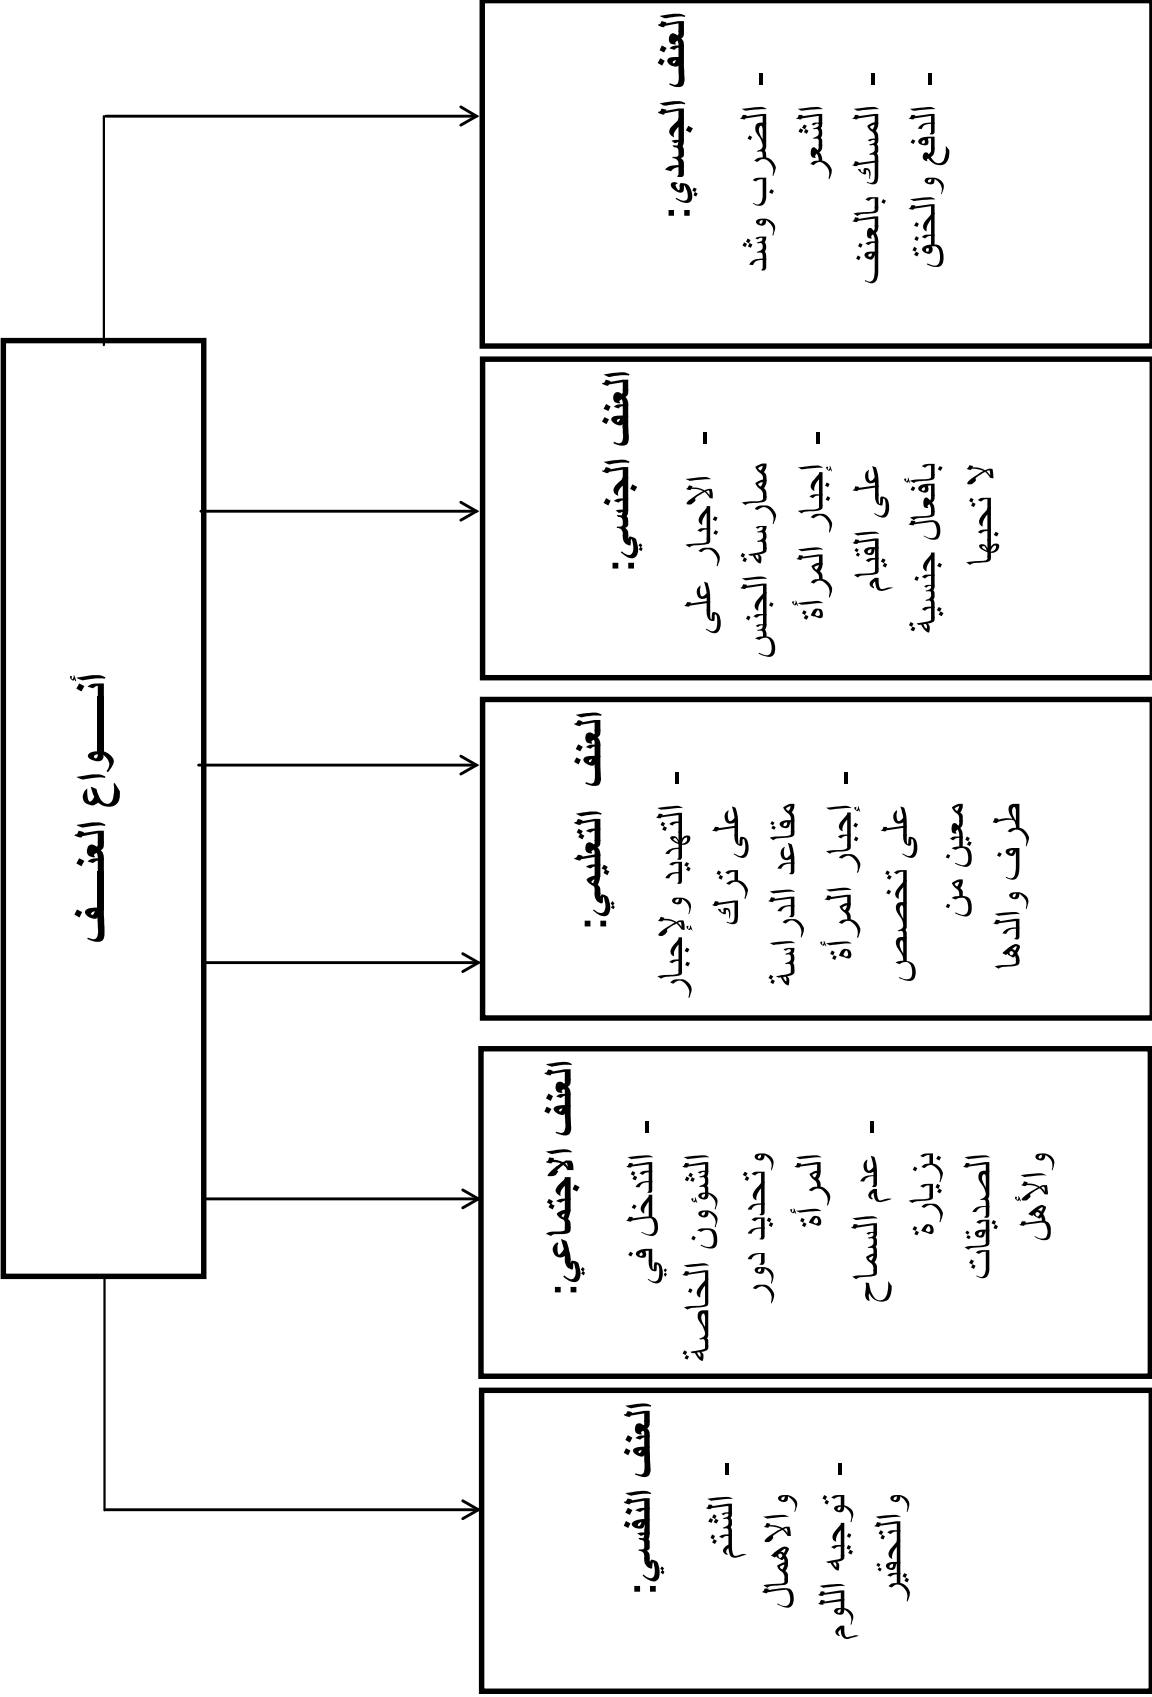 أنـــواع العنــف
العنف الجسدي:
- الضرب وشد
الشعر
- المسك بالعنف
- الدفع والخنق
العنف الجنسي:
- الاجبار على
ممارسة الجنس
- إجبار المرأة
على القيام
بأفعال جنسية
لا تحبها
العنف التعليمي:
- التهديد ولإجبار
على ترك
مقاعد الدراسة
- إجبار المرأة
على تخصص
معين من
طرف والدها
العنف الاجتماعي:
- التدخل في
الشؤون الخاصة
وتحديد دور
المرأة
- عدم السماح
بزيارة
الصديقات
والأهل
العنف النفسي:
- الشتم
والاهمال
- توجيه اللوم
والتحقير